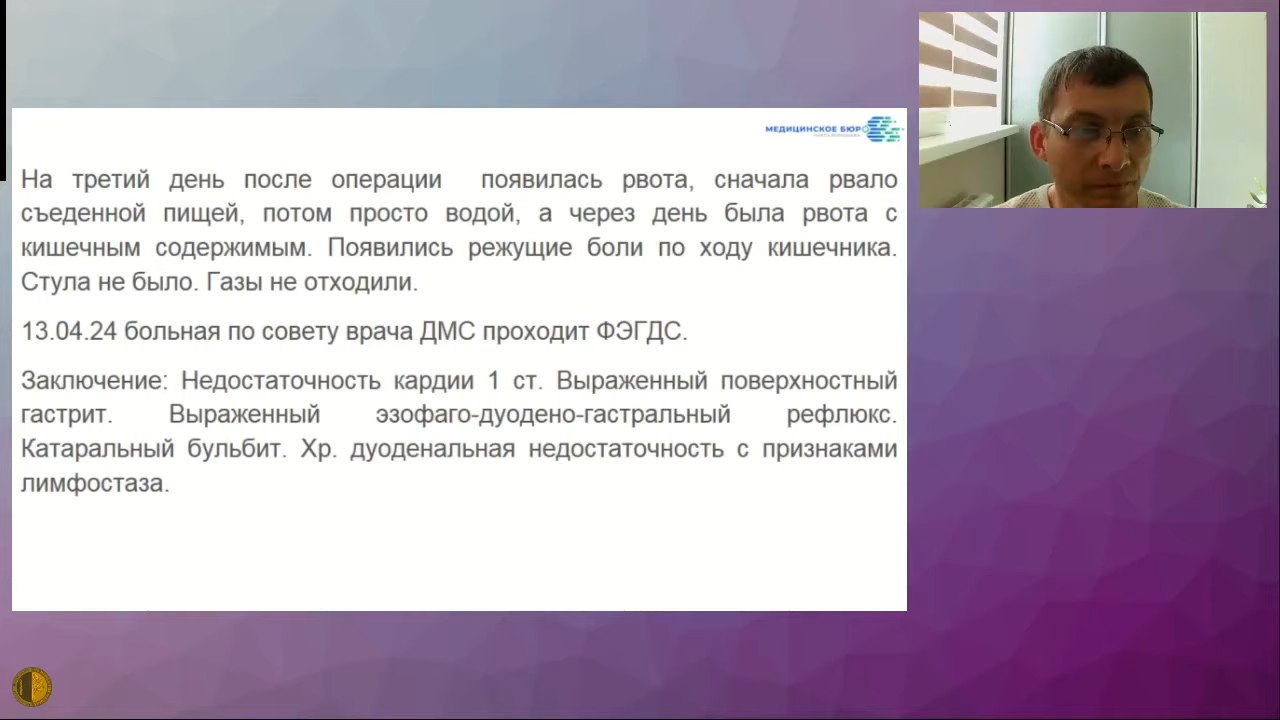 МЕДИЦИНСКОЕ БЮРО
На третий день после операции появилась рвота, сначала рвало
съеденной пищей, потом просто водой, а через день была рвота с
кишечным содержимым. Появились режущие боли по ходу кишечника.
Стула не было. Газы не отходили.
13.04.24 больная по совету врача ДМС проходит ФЭГДС.
Заключение: Недостаточность кардии 1 ст. Выраженный поверхностный
гастрит. Выраженный эзофаго-дуодено-гастральный рефлюкс.
Катаральный бульбит. Хр. дуоденальная недостаточность с признаками
лимфостаза.